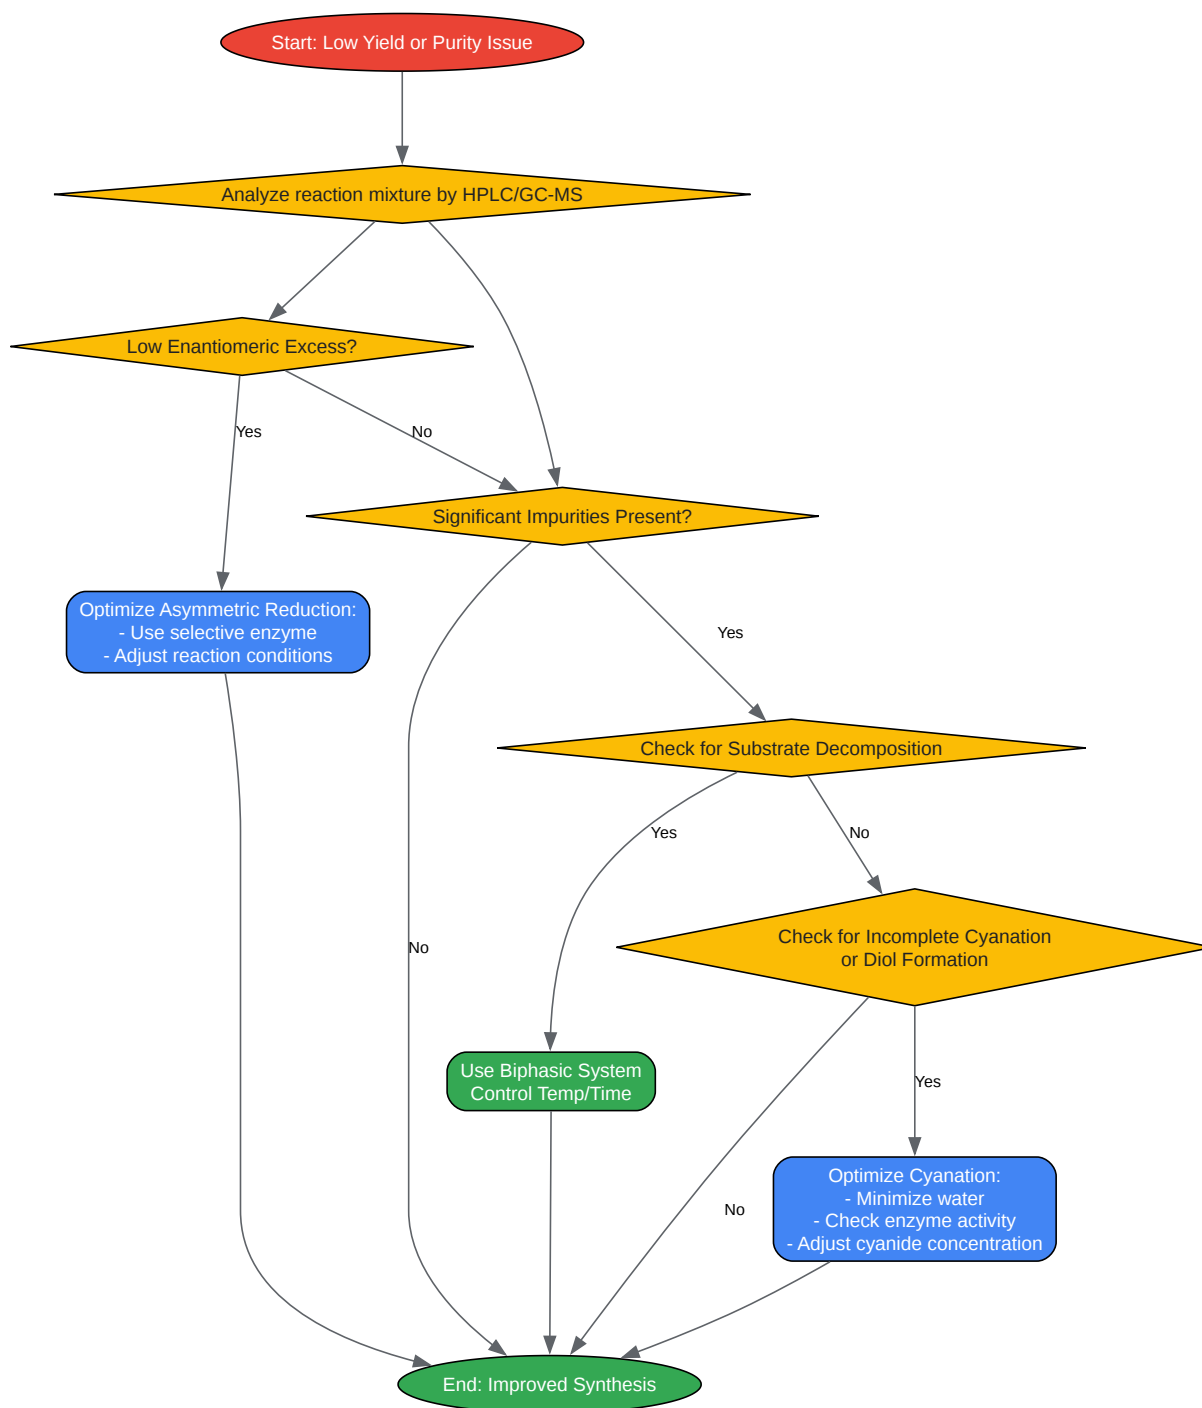 Start: Low Yield or Purity Issue
Analyze reaction mixture by HPLC/GC-MS
Low Enantiomeric Excess?
Yes
No
Significant Impurities Present?
Optimize Asymmetric Reduction:
- Use selective enzyme
- Adjust reaction conditions
Yes
Check for Substrate Decomposition
Yes
No
No
Check for Incomplete Cyanation
or Diol Formation
Use Biphasic System
Control Temp/Time
Yes
No
Optimize Cyanation:
- Minimize water
- Check enzyme activity
- Adjust cyanide concentration
End: Improved Synthesis